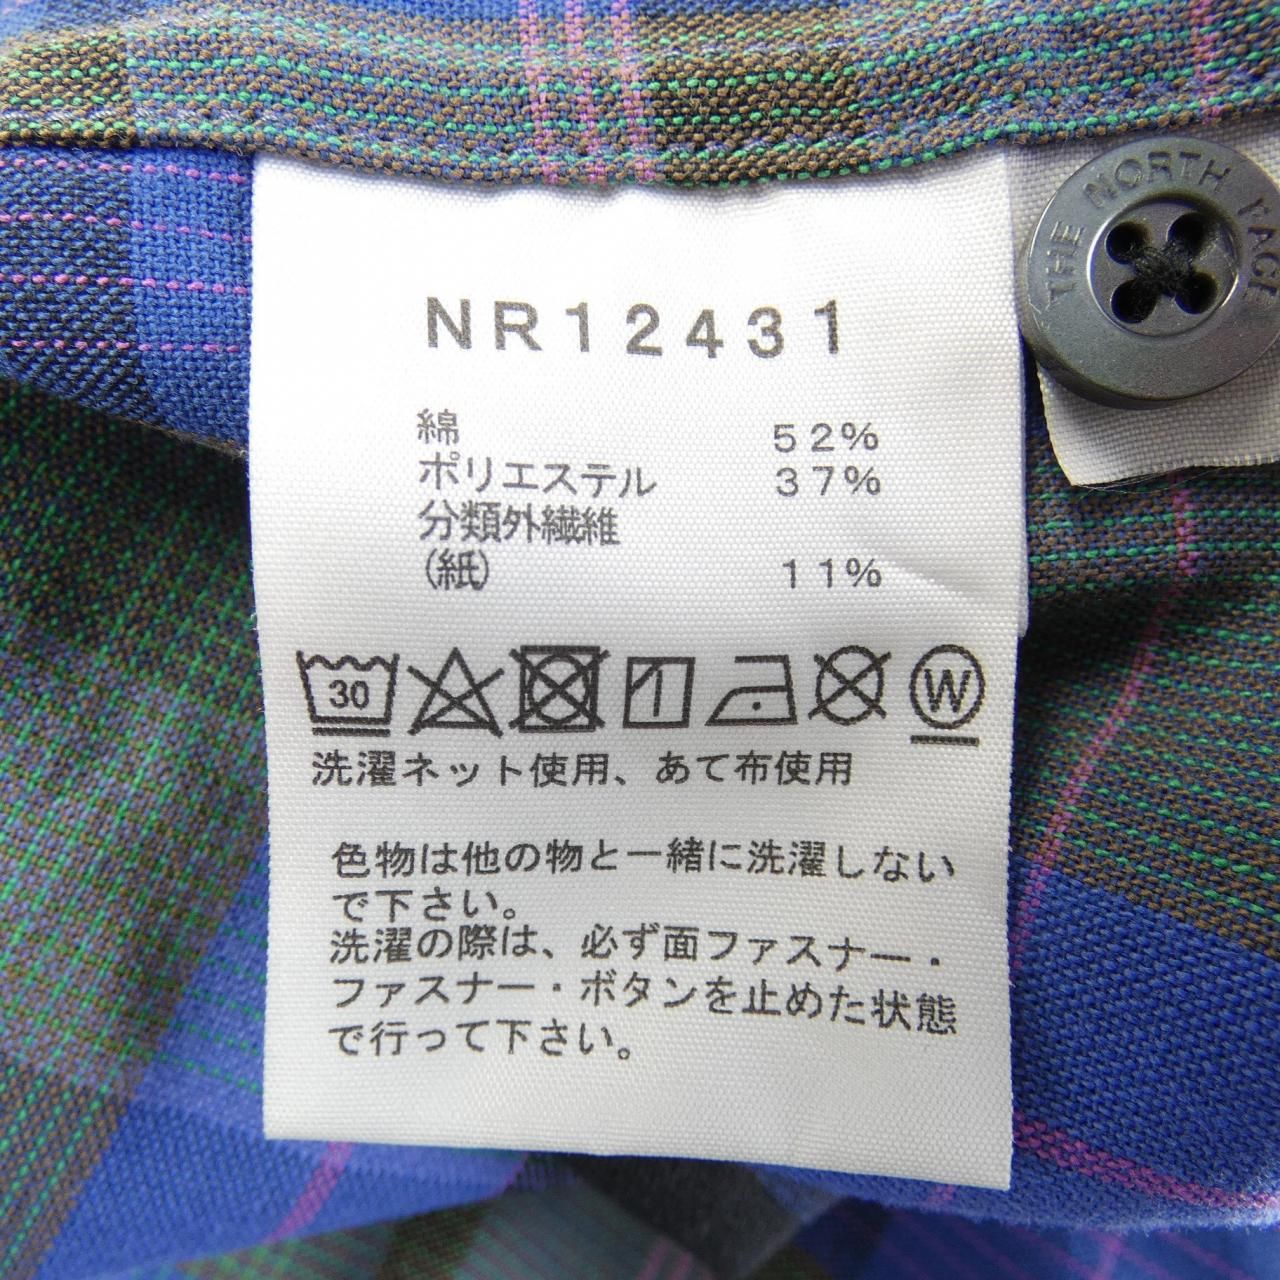 THE NORTH FACE
NR12431
綿 52%
ポリエステル 37%
分類外繊維
(紙) 11%
30 W
洗濯ネット使用、あて布使用
色物は他の物と一緒に洗濯しない
で下さい。
洗濯の際は、必ず面ファスナー・
ファスナー・ボタンを止めた状態
で行って下さい。